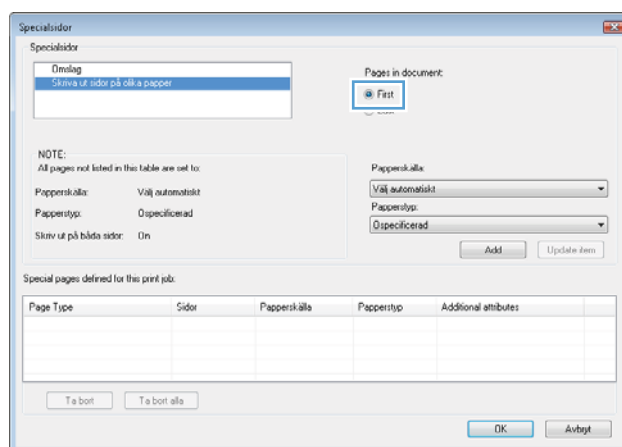 Specialsidor
Specialsidor
Omslag
Skriva ut sidor på olika papper
Pages in document:
First
NOTE:
All pages not listed in this table are set to:
Papperskälla: Välj automatiskt
Papperstyp: Ospecificerad
Skriv ut på båda sidor: On
Papperskälla:
Välj automatiskt
Papperstyp:
Ospecificerad
Add Update item
Special pages defined for this print job:
Page Type Sidor Papperskälla Papperstyp Additional attributes
Ta bort Ta bort alla
OK Avbryt